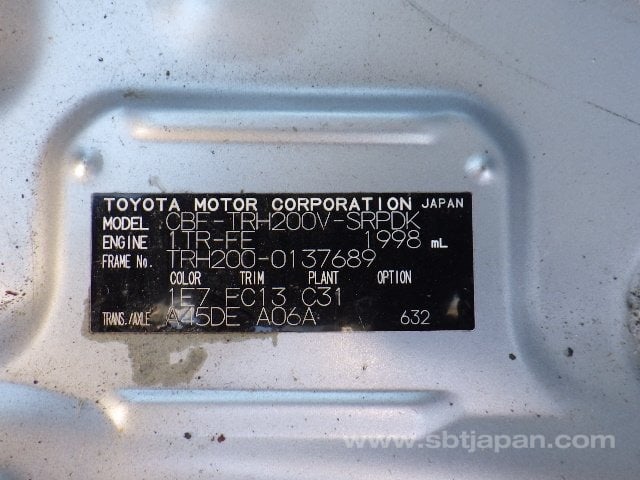 TOYOTA MOTOR CORPORATION JAPAN
MODEL CBF-TRH200V-SRPDK
ENGINE 1TR-FE 1998 mL
FRAME No. TRH200-0137689
COLOR TRIM PLANT OPTION
1E7 FC13 C31
TRANS./AXLE A45DE A06A 632
www.sbtjapan.com